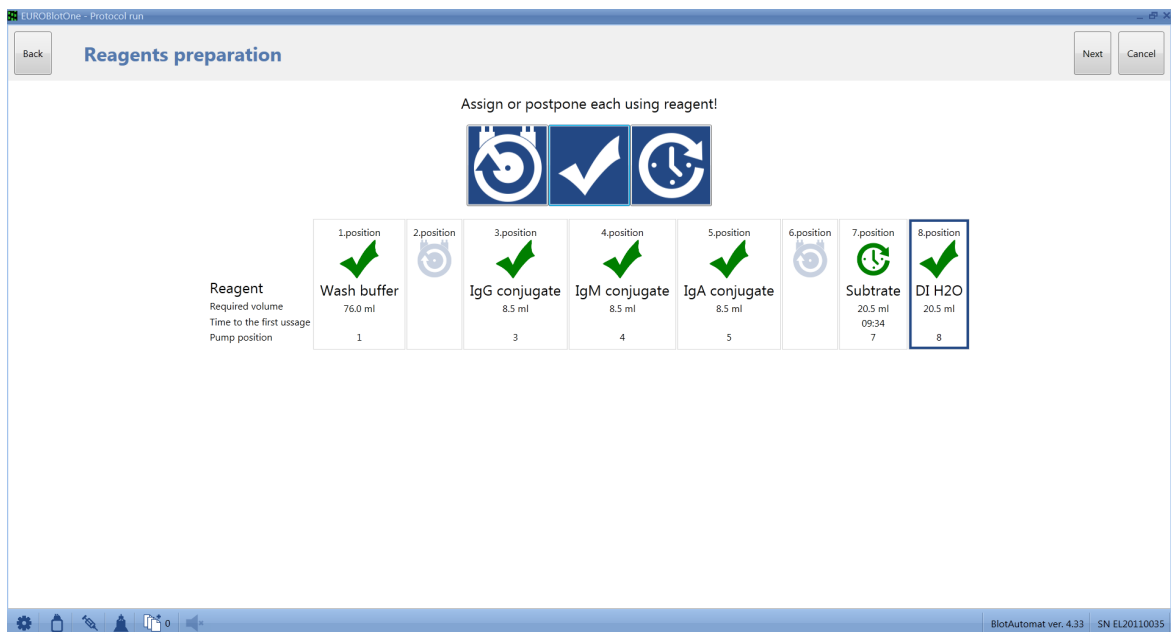 EUROBlotOne - Protocol run
Back
Reagents preparation
Next
Cancel
Assign or postpone each using reagent!
1.position 2.position 3.position 4.position 5.position 6.position 7.position 8.position
Reagent Wash buffer IgG conjugate IgM conjugate IgA conjugate Subtrate DI H2O
Required volume 76.0 ml 8.5 ml 8.5 ml 8.5 ml 20.5 ml 20.5 ml
Time to the first ussage 09:34
Pump position 1 3 4 5 7 8
0
BlotAutomat ver. 4.33 SN EL20110035